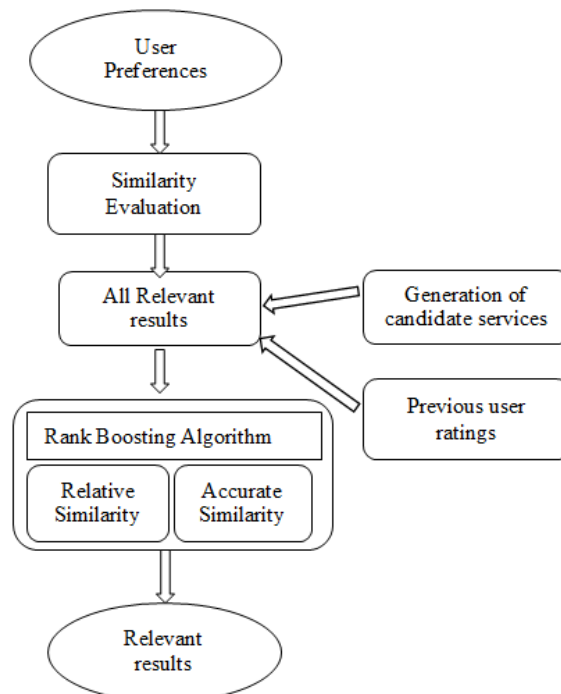 User
Preferences
Similarity
Evaluation
All Relevant
results
Generation of
candidate services
Previous user
ratings
Rank Boosting Algorithm
Relative
Similarity
Accurate
Similarity
Relevant
results